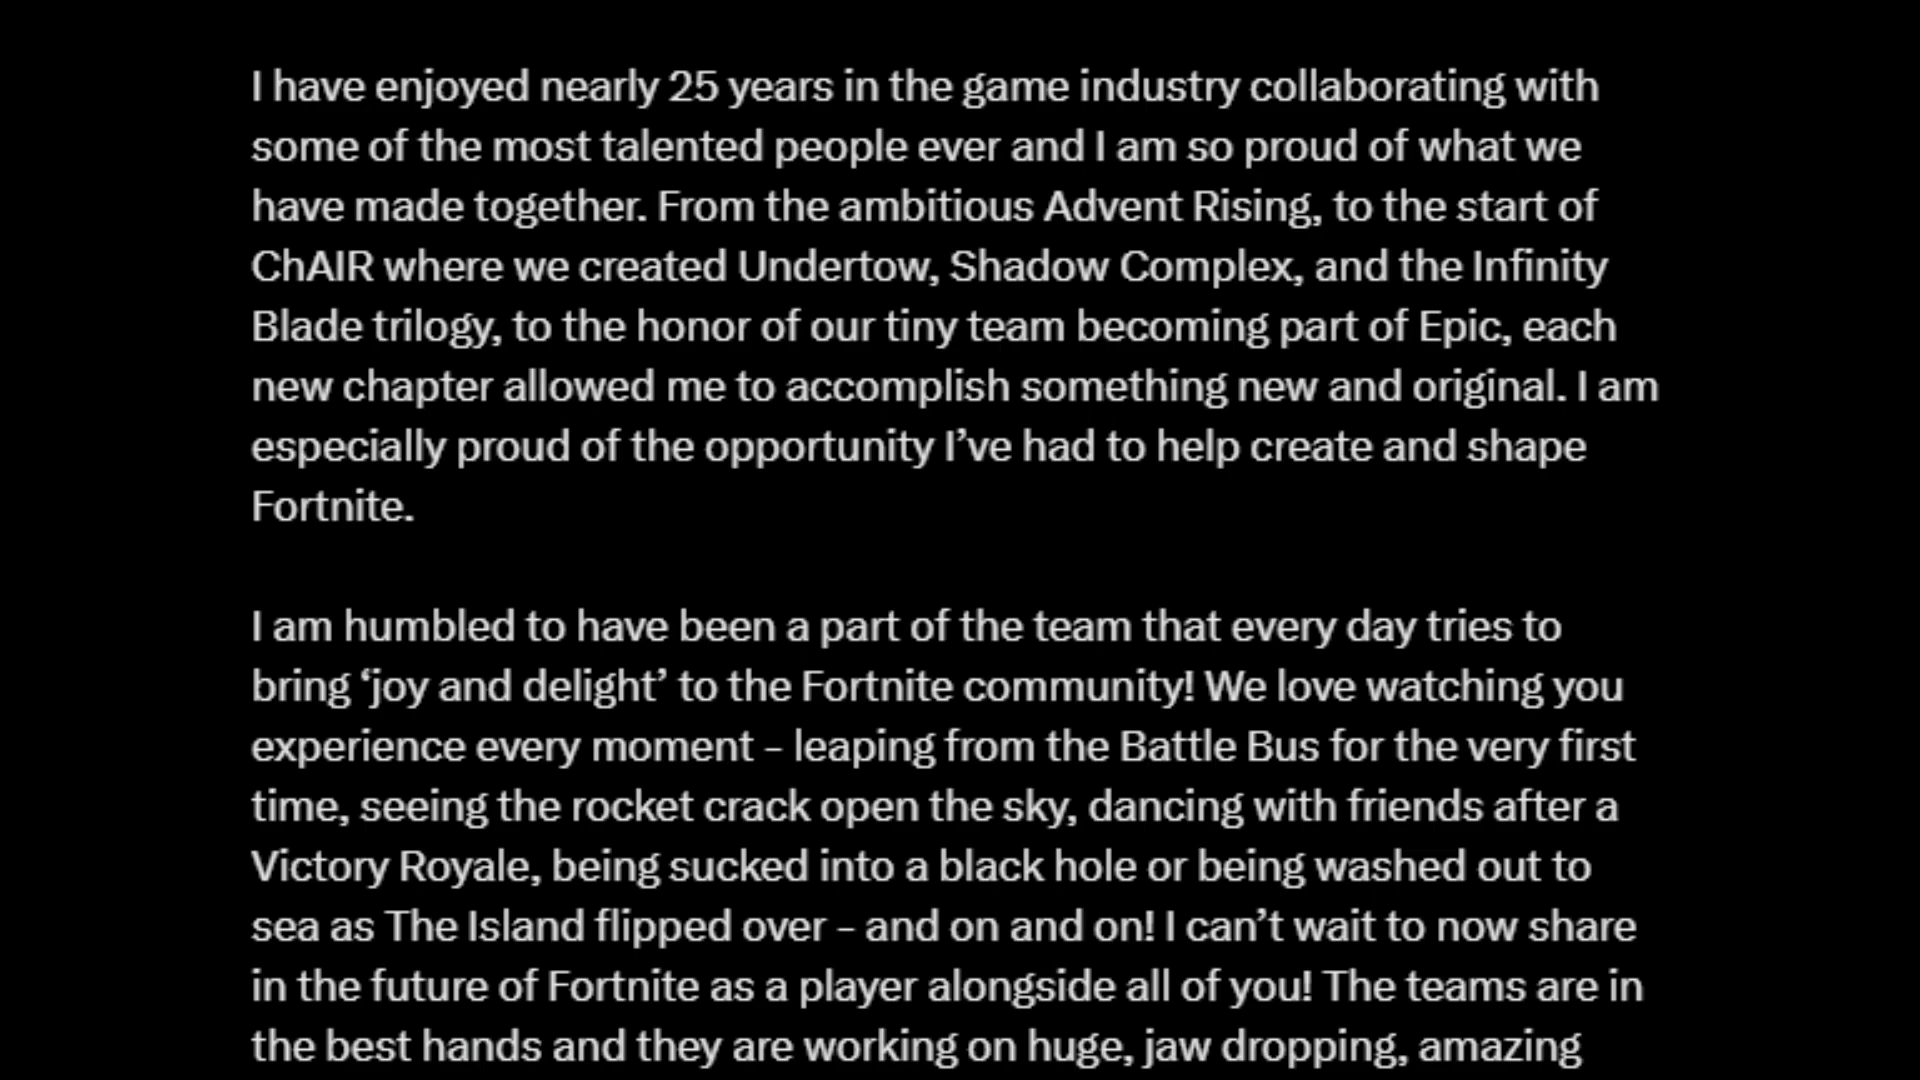 I have enjoyed nearly 25 years in the game industry collaborating with
some of the most talented people ever and I am so proud of what we
have made together. From the ambitious Advent Rising, to the start of
ChAIR where we created Undertow, Shadow Complex, and the Infinity
Blade trilogy, to the honor of our tiny team becoming part of Epic, each
new chapter allowed me to accomplish something new and original. I am
especially proud of the opportunity I’ve had to help create and shape
Fortnite.
I am humbled to have been a part of the team that every day tries to
bring ‘joy and delight’ to the Fortnite community! We love watching you
experience every moment – leaping from the Battle Bus for the very first
time, seeing the rocket crack open the sky, dancing with friends after a
Victory Royale, being sucked into a black hole or being washed out to
sea as The Island flipped over – and on and on! I can’t wait to now share
in the future of Fortnite as a player alongside all of you! The teams are in
the best hands and they are working on huge, jaw dropping, amazing